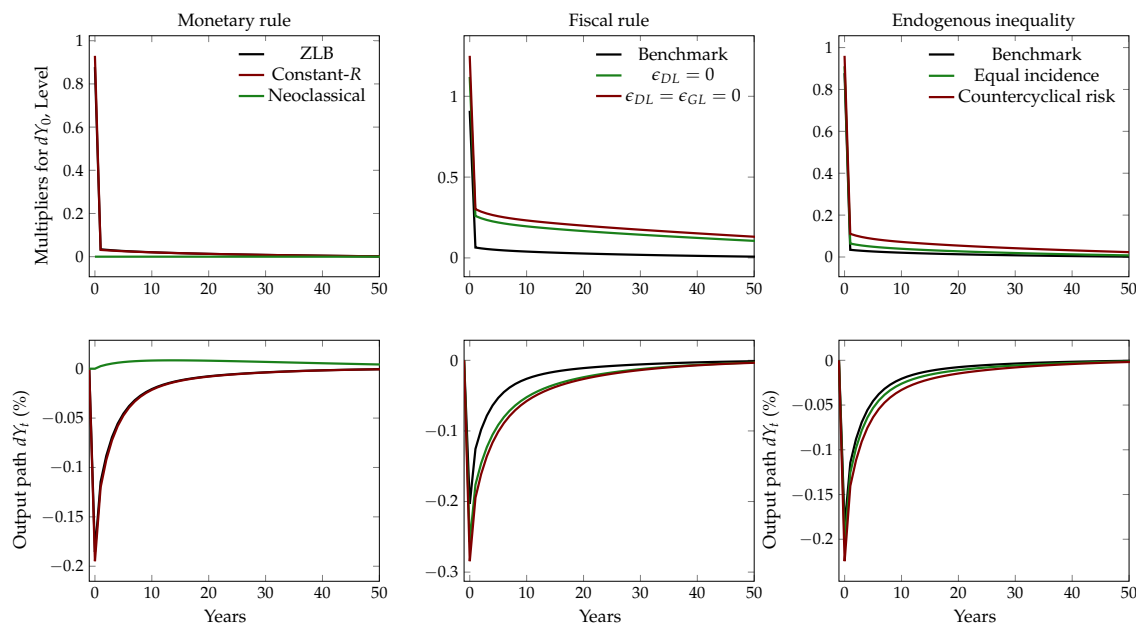 Monetary rule
Fiscal rule
Endogenous inequality
Multipliers for dY₀, Level
1
0.8
0.6
0.4
0.2
0
ZLB
Constant-R
Neoclassical
0 10 20 30 40 50
1
0.5
0
Benchmark
ϵ_DL = 0
ϵ_DL = ϵ_GL = 0
0 10 20 30 40 50
1
0.8
0.6
0.4
0.2
0
Benchmark
Equal incidence
Countercyclical risk
0 10 20 30 40 50
Output path dYₜ (%)
0
−0.05
−0.1
−0.15
−0.2
0 10 20 30 40 50
Years
0
−0.1
−0.2
−0.3
0 10 20 30 40 50
Years
Output path dYₜ (%)
0
−0.05
−0.1
−0.15
−0.2
0 10 20 30 40 50
Years